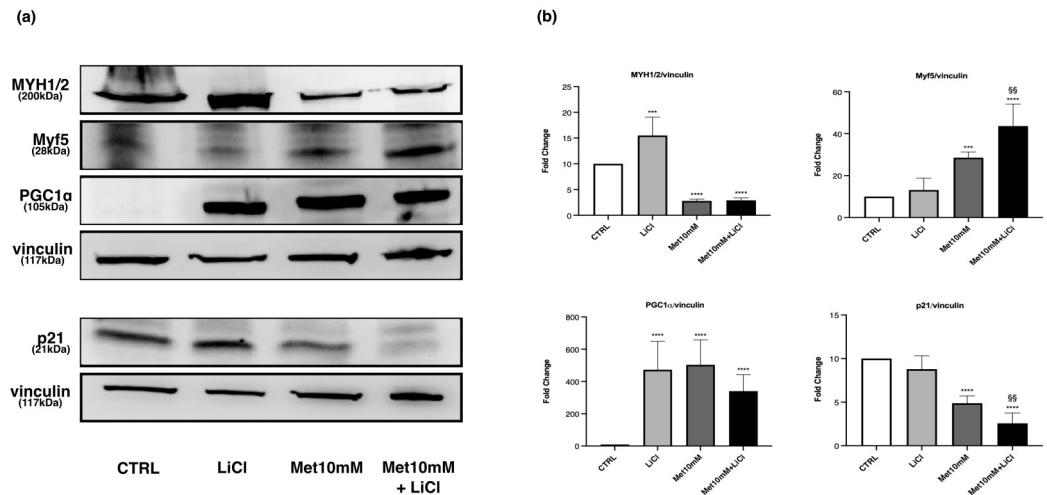 (a)
MYH1/2
(200kDa)
Myf5
(28kDa)
PGC1α
(105kDa)
vinculin
(117kDa)
p21
(21kDa)
vinculin
(117kDa)
CTRL LiCl Met10mM Met10mM
+ LiCl
(b)
MYH1/2/vinculin
Fold Change
25
20
15
10
5
0
***
****
****
CTRL
LiCl
Met10mM
Met10mM+LiCl
Myf5/vinculin
Fold Change
60
40
20
0
***
§§
****
CTRL
LiCl
Met10mM
Met10mM+LiCl
PGC1α/vinculin
Fold Change
800
600
400
200
0
****
****
****
CTRL
LiCl
Met10mM
Met10mM+LiCl
p21/vinculin
Fold Change
15
10
5
0
****
§§
****
CTRL
LiCl
Met10mM
Met10mM+LiCl